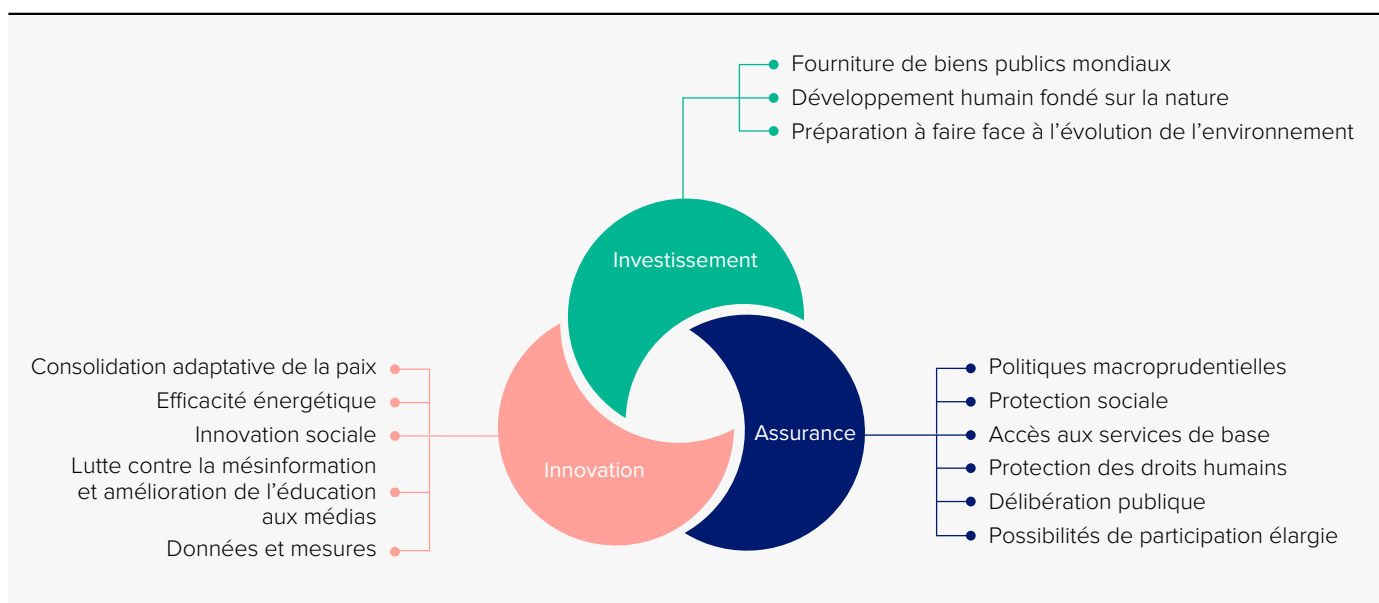 Fourniture de biens publics mondiaux
Développement humain fondé sur la nature
Préparation à faire face à l’évolution de l’environnement
Investissement
Consolidation adaptative de la paix
Efficacité énergétique
Innovation sociale
Lutte contre la mésinformation
et amélioration de l’éducation
aux médias
Données et mesures
Innovation
Assurance
Politiques macroprudentielles
Protection sociale
Accès aux services de base
Protection des droits humains
Délibération publique
Possibilités de participation élargie